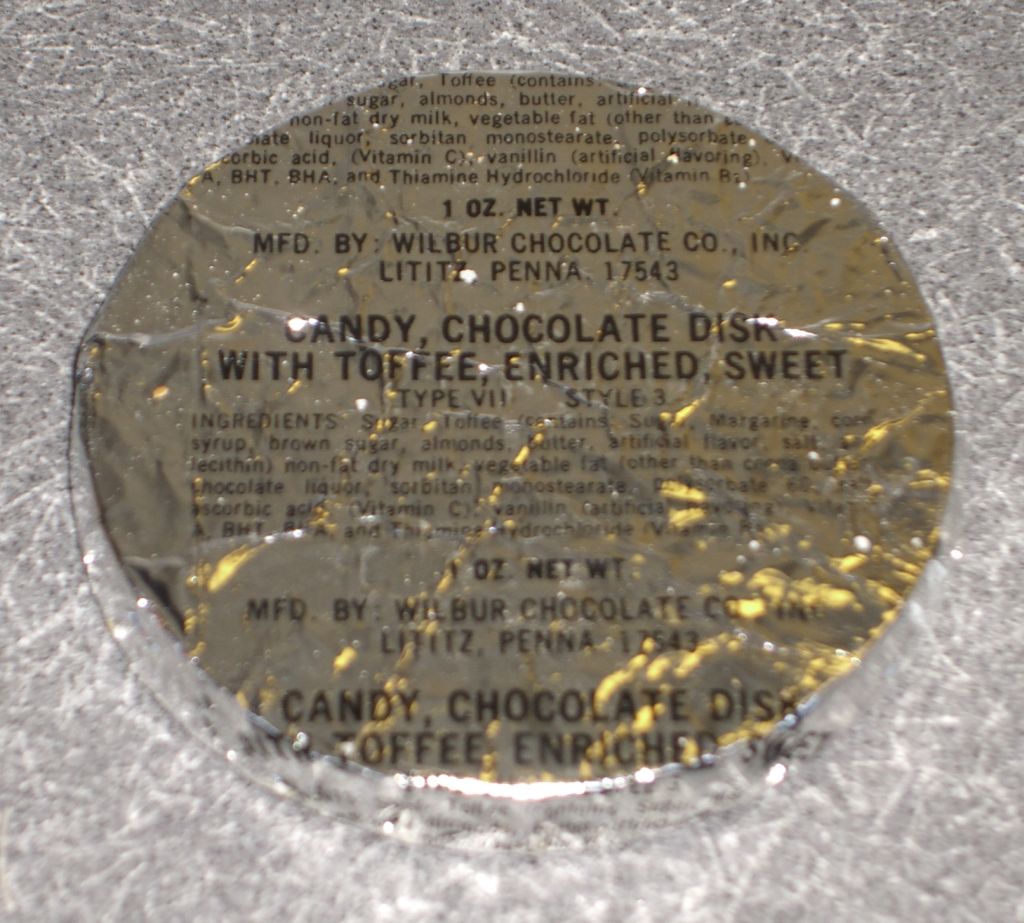 Toffee (contains
sugar, almonds, butter, artificial
non-fat dry milk, vegetable fat (other than
liquor, sorbitan monostearate, polysorbate
acid, (Vitamin C), vanillin (artificial flavoring),
A, BHT, BHA, and Thiamine Hydrochloride (Vitamin B1)
1 OZ. NET WT.
MFD. BY: WILBUR CHOCOLATE CO., INC.
LITITZ, PENNA. 17543
CANDY, CHOCOLATE DISK
WITH TOFFEE, ENRICHED, SWEET
TYPE VII STYLE 3
INGREDIENTS: Sugar, Toffee (contains: Sugar, Margarine, corn
syrup, brown sugar, almonds, butter, artificial flavor, salt,
lecithin) non-fat dry milk, vegetable fat (other than cocoa
chocolate liquor, sorbitan monostearate, polysorbate 60,
ascorbic acid, (Vitamin C), vanillin (artificial flavoring),
A, BHT, BHA, and Thiamine Hydrochloride (Vitamin
1 OZ. NET WT.
MFD. BY: WILBUR CHOCOLATE CO., INC.
LITITZ, PENNA. 17543
CANDY, CHOCOLATE DISK
WITH TOFFEE, ENRICHED, SWEET